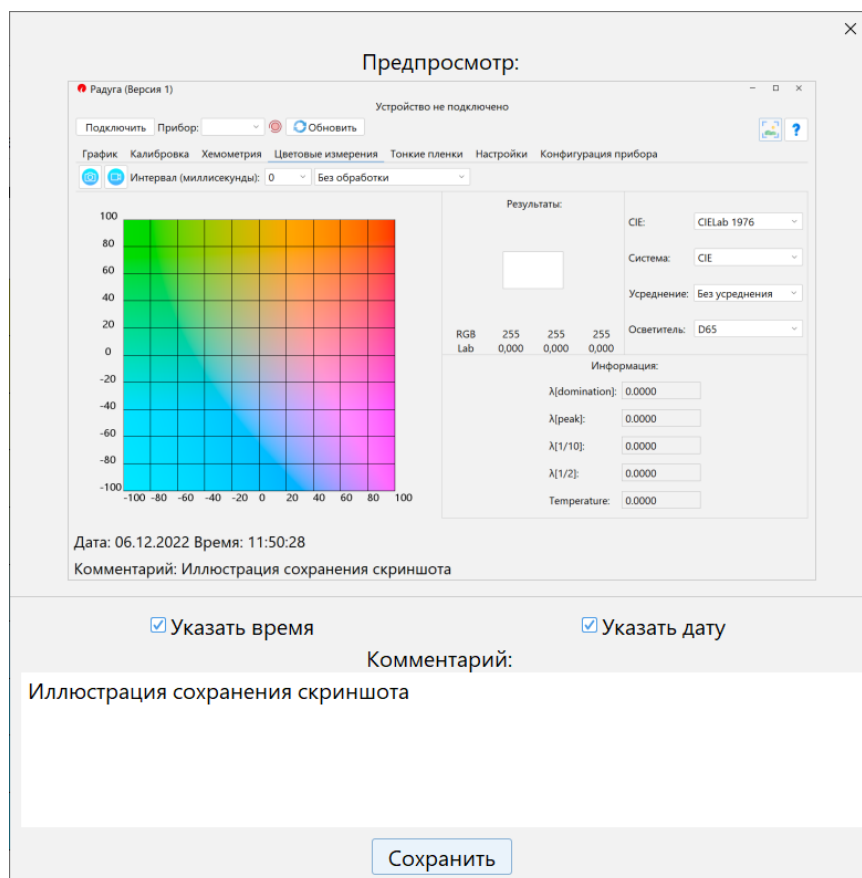 Предпросмотр:
Радуга (Версия 1)
Устройство не подключено
Подключить Прибор: Обновить ?
График Калибровка Хемометрия Цветовые измерения Тонкие пленки Настройки Конфигурация прибора
Интервал (миллисекунды): 0 Без обработки
Результаты:
CIE: CIELab 1976
Система: CIE
Усреднение: Без усреднения
Осветитель: D65
RGB 255 255 255
Lab 0,000 0,000 0,000
100
80
60
40
20
0
-20
-40
-60
-80
-100
-100 -80 -60 -40 -20 0 20 40 60 80 100
Информация:
λ[domination]: 0.0000
λ[peak]: 0.0000
λ[1/10]: 0.0000
λ[1/2]: 0.0000
Temperature: 0.0000
Дата: 06.12.2022 Время: 11:50:28
Комментарий: Иллюстрация сохранения скриншота
Указать время Указать дату
Комментарий:
Иллюстрация сохранения скриншота
Сохранить